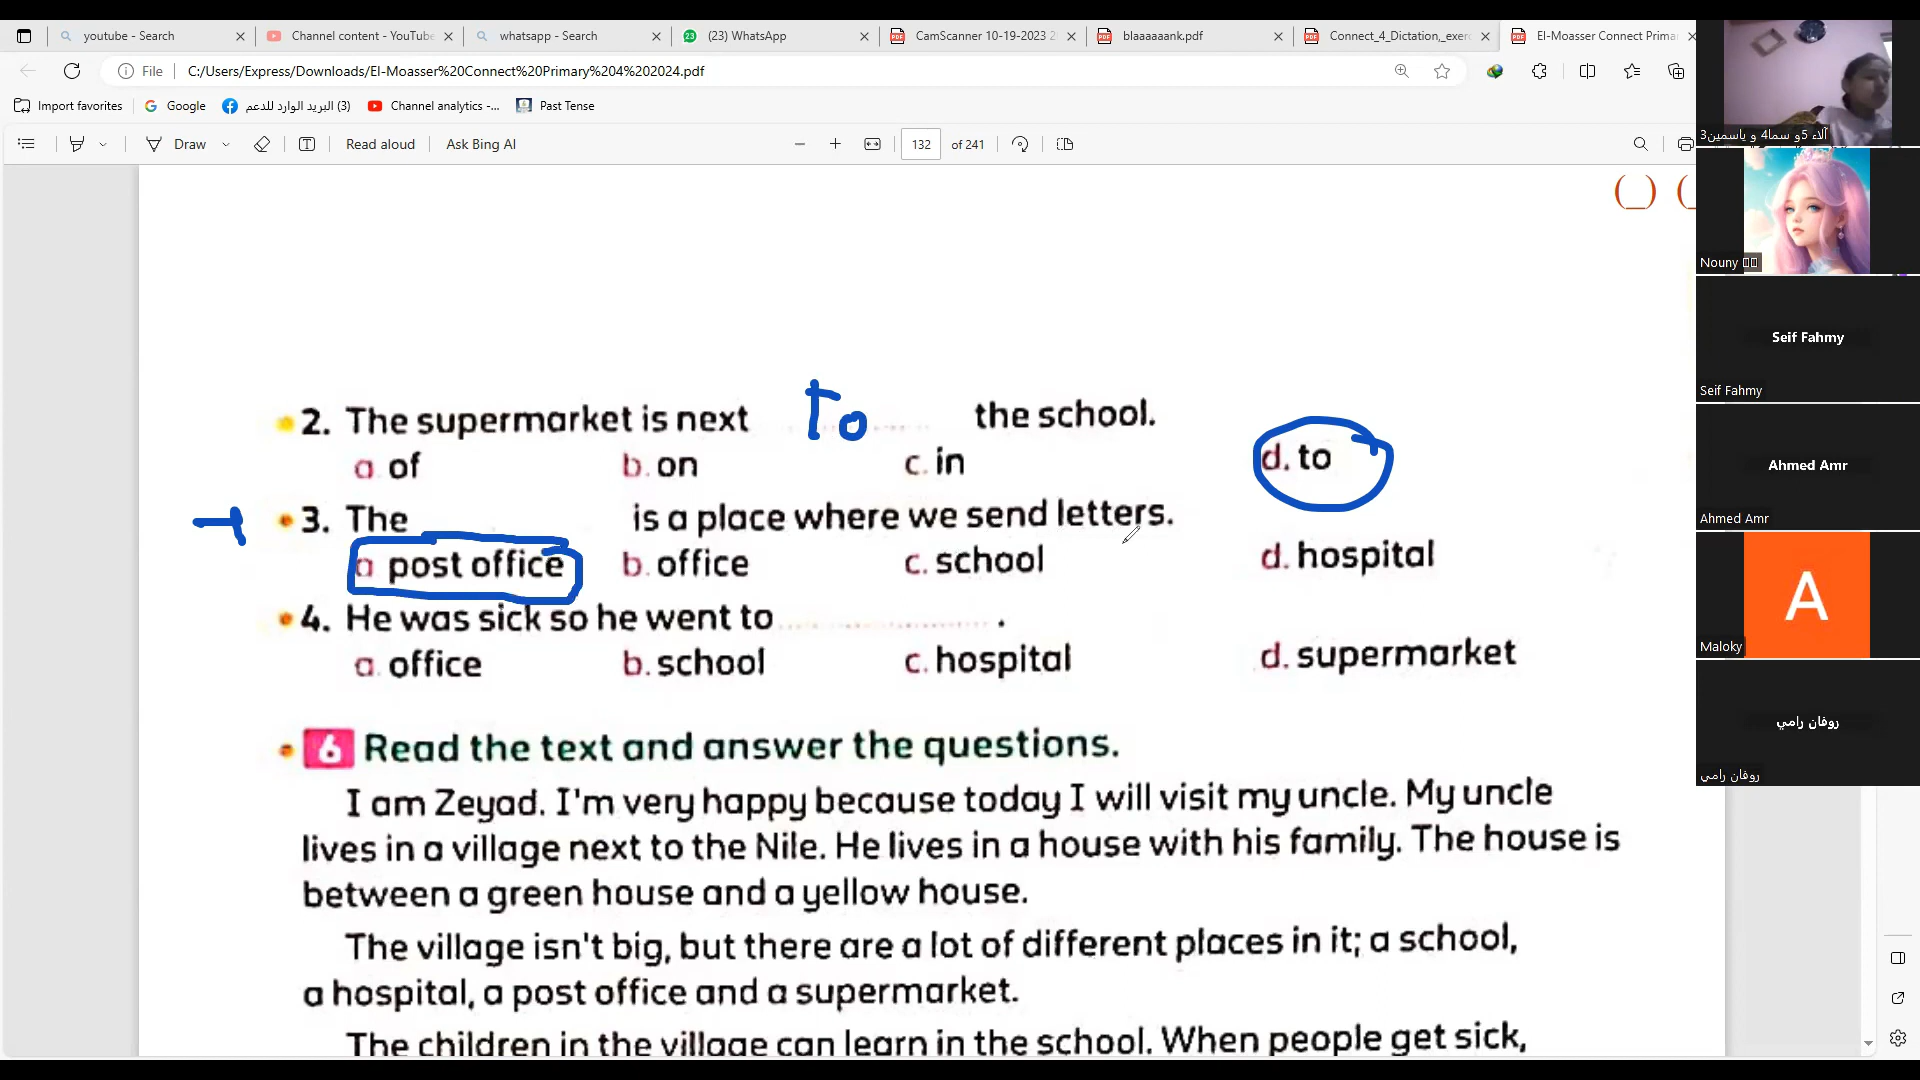 youtube - Search
Channel content - YouTube
whatsapp - Search
(23) WhatsApp
CamScanner 10-19-2023 2
blaaaaaank.pdf
Connect_4_Dictation,_exer
El-Moasser Connect Prima
File
C:/Users/Express/Downloads/El-Moasser%20Connect%20Primary%204%202024.pdf
Import favorites
Google
(3) البريد الوارد للدعم
Channel analytics -...
Past Tense
Draw
Read aloud
Ask Bing AI
132 of 241
2. The supermarket is next to the school.
a. of b. on c. in d. to
3. The is a place where we send letters.
a post office b. office c. school d. hospital
4. He was sick so he went to .
a. office b. school c. hospital d. supermarket
6 Read the text and answer the questions.
I am Zeyad. I'm very happy because today I will visit my uncle. My uncle
lives in a village next to the Nile. He lives in a house with his family. The house is
between a green house and a yellow house.
The village isn't big, but there are a lot of different places in it; a school,
a hospital, a post office and a supermarket.
The children in the village can learn in the school. When people get sick,
آلاء 5و سما4 و ياسمين3
Nouny
Seif Fahmy
Seif Fahmy
Ahmed Amr
Ahmed Amr
A
Maloky
روفان رامي
روفان رامي